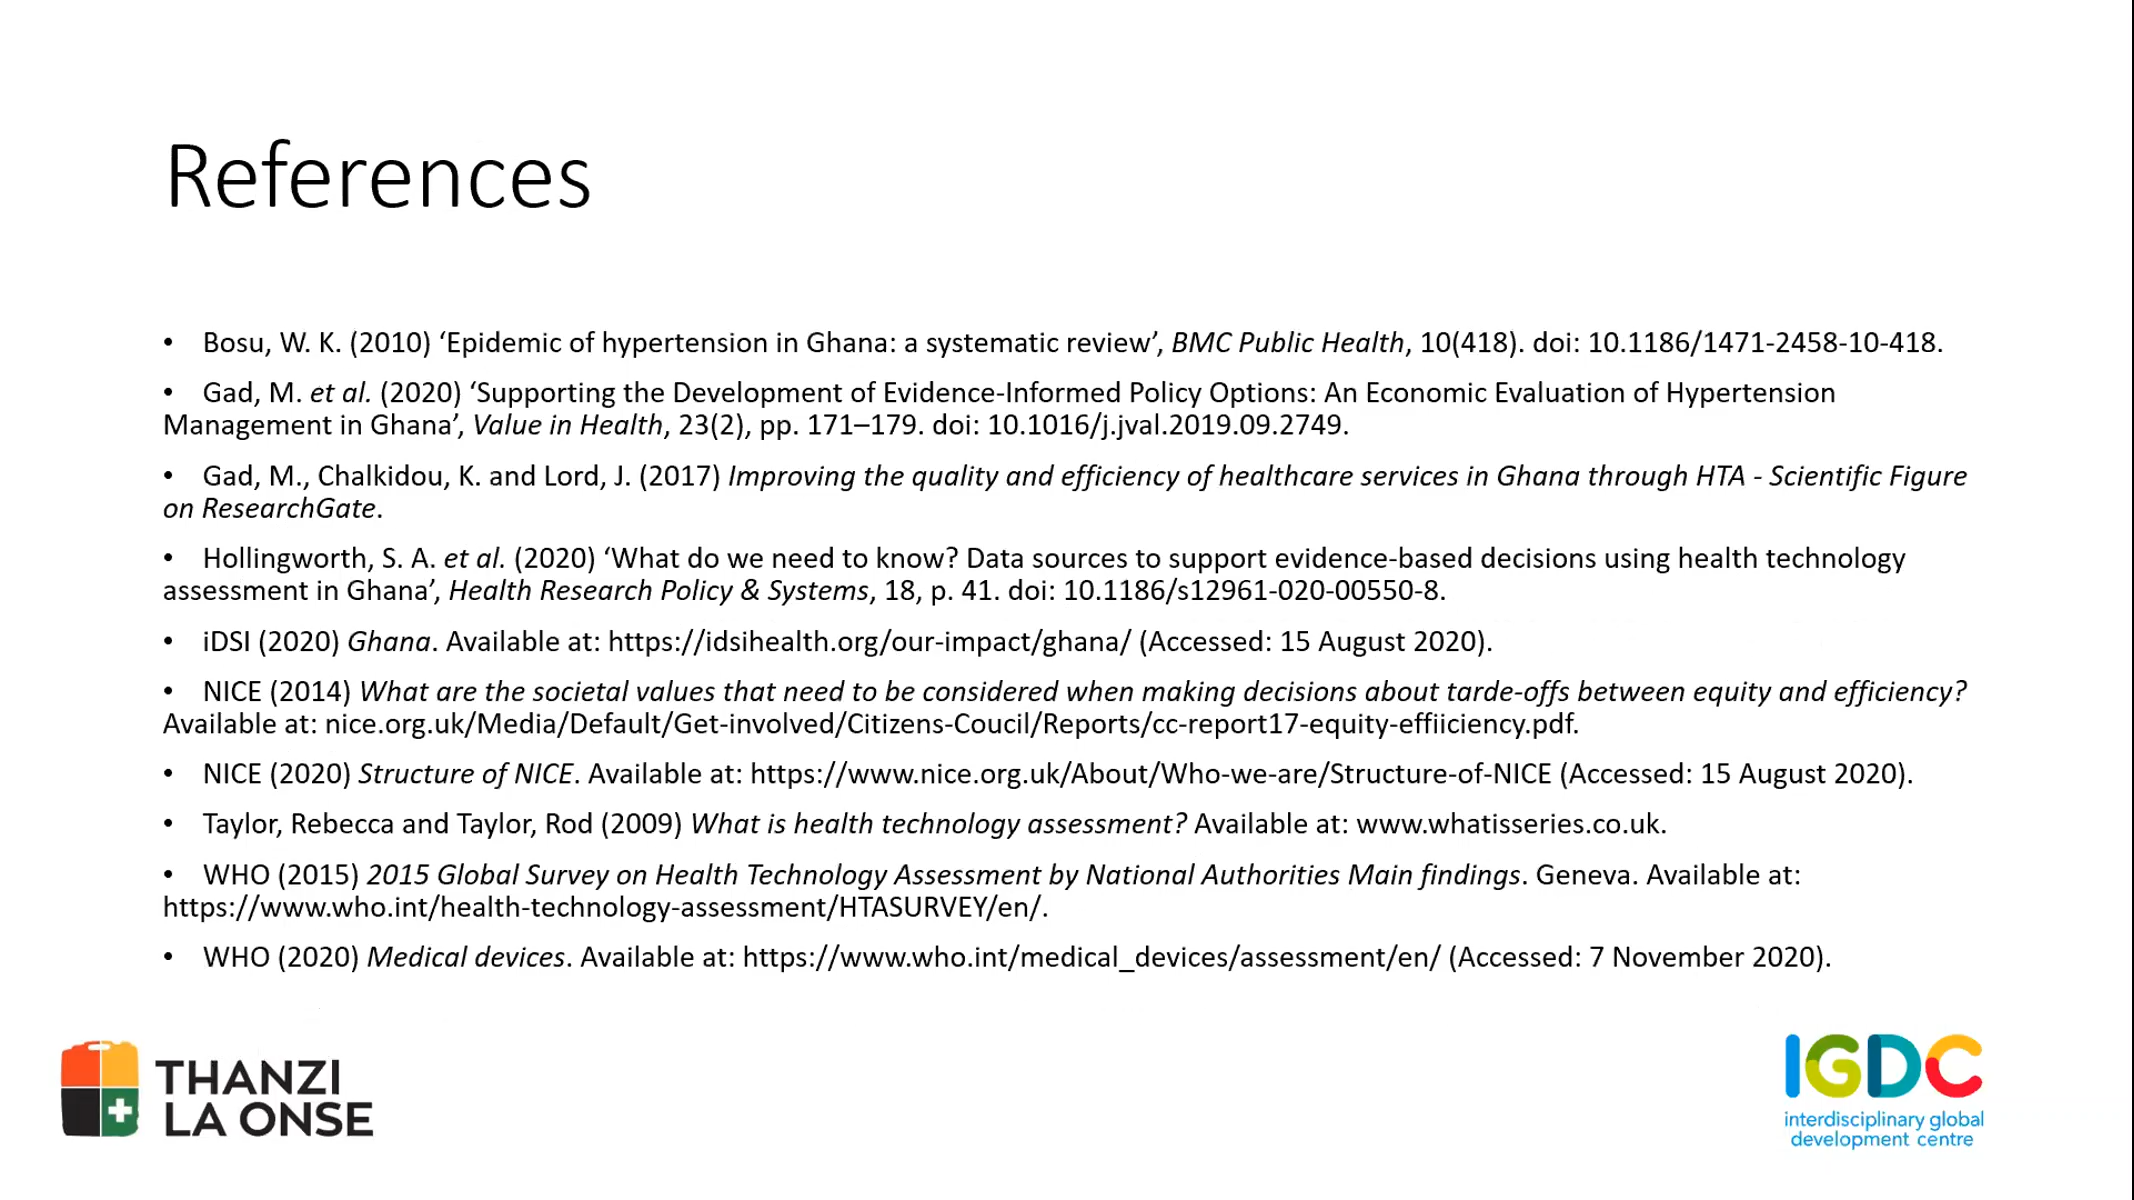 References
• Bosu, W. K. (2010) ‘Epidemic of hypertension in Ghana: a systematic review’, BMC Public Health, 10(418). doi: 10.1186/1471-2458-10-418.
• Gad, M. et al. (2020) ‘Supporting the Development of Evidence-Informed Policy Options: An Economic Evaluation of Hypertension
Management in Ghana’, Value in Health, 23(2), pp. 171–179. doi: 10.1016/j.jval.2019.09.2749.
• Gad, M., Chalkidou, K. and Lord, J. (2017) Improving the quality and efficiency of healthcare services in Ghana through HTA - Scientific Figure
on ResearchGate.
• Hollingworth, S. A. et al. (2020) ‘What do we need to know? Data sources to support evidence-based decisions using health technology
assessment in Ghana’, Health Research Policy & Systems, 18, p. 41. doi: 10.1186/s12961-020-00550-8.
• iDSI (2020) Ghana. Available at: https://idsihealth.org/our-impact/ghana/ (Accessed: 15 August 2020).
• NICE (2014) What are the societal values that need to be considered when making decisions about tarde-offs between equity and efficiency?
Available at: nice.org.uk/Media/Default/Get-involved/Citizens-Coucil/Reports/cc-report17-equity-effiiciency.pdf.
• NICE (2020) Structure of NICE. Available at: https://www.nice.org.uk/About/Who-we-are/Structure-of-NICE (Accessed: 15 August 2020).
• Taylor, Rebecca and Taylor, Rod (2009) What is health technology assessment? Available at: www.whatisseries.co.uk.
• WHO (2015) 2015 Global Survey on Health Technology Assessment by National Authorities Main findings. Geneva. Available at:
https://www.who.int/health-technology-assessment/HTASURVEY/en/.
• WHO (2020) Medical devices. Available at: https://www.who.int/medical_devices/assessment/en/ (Accessed: 7 November 2020).
THANZI
LA ONSE
IGDC
interdisciplinary global
development centre